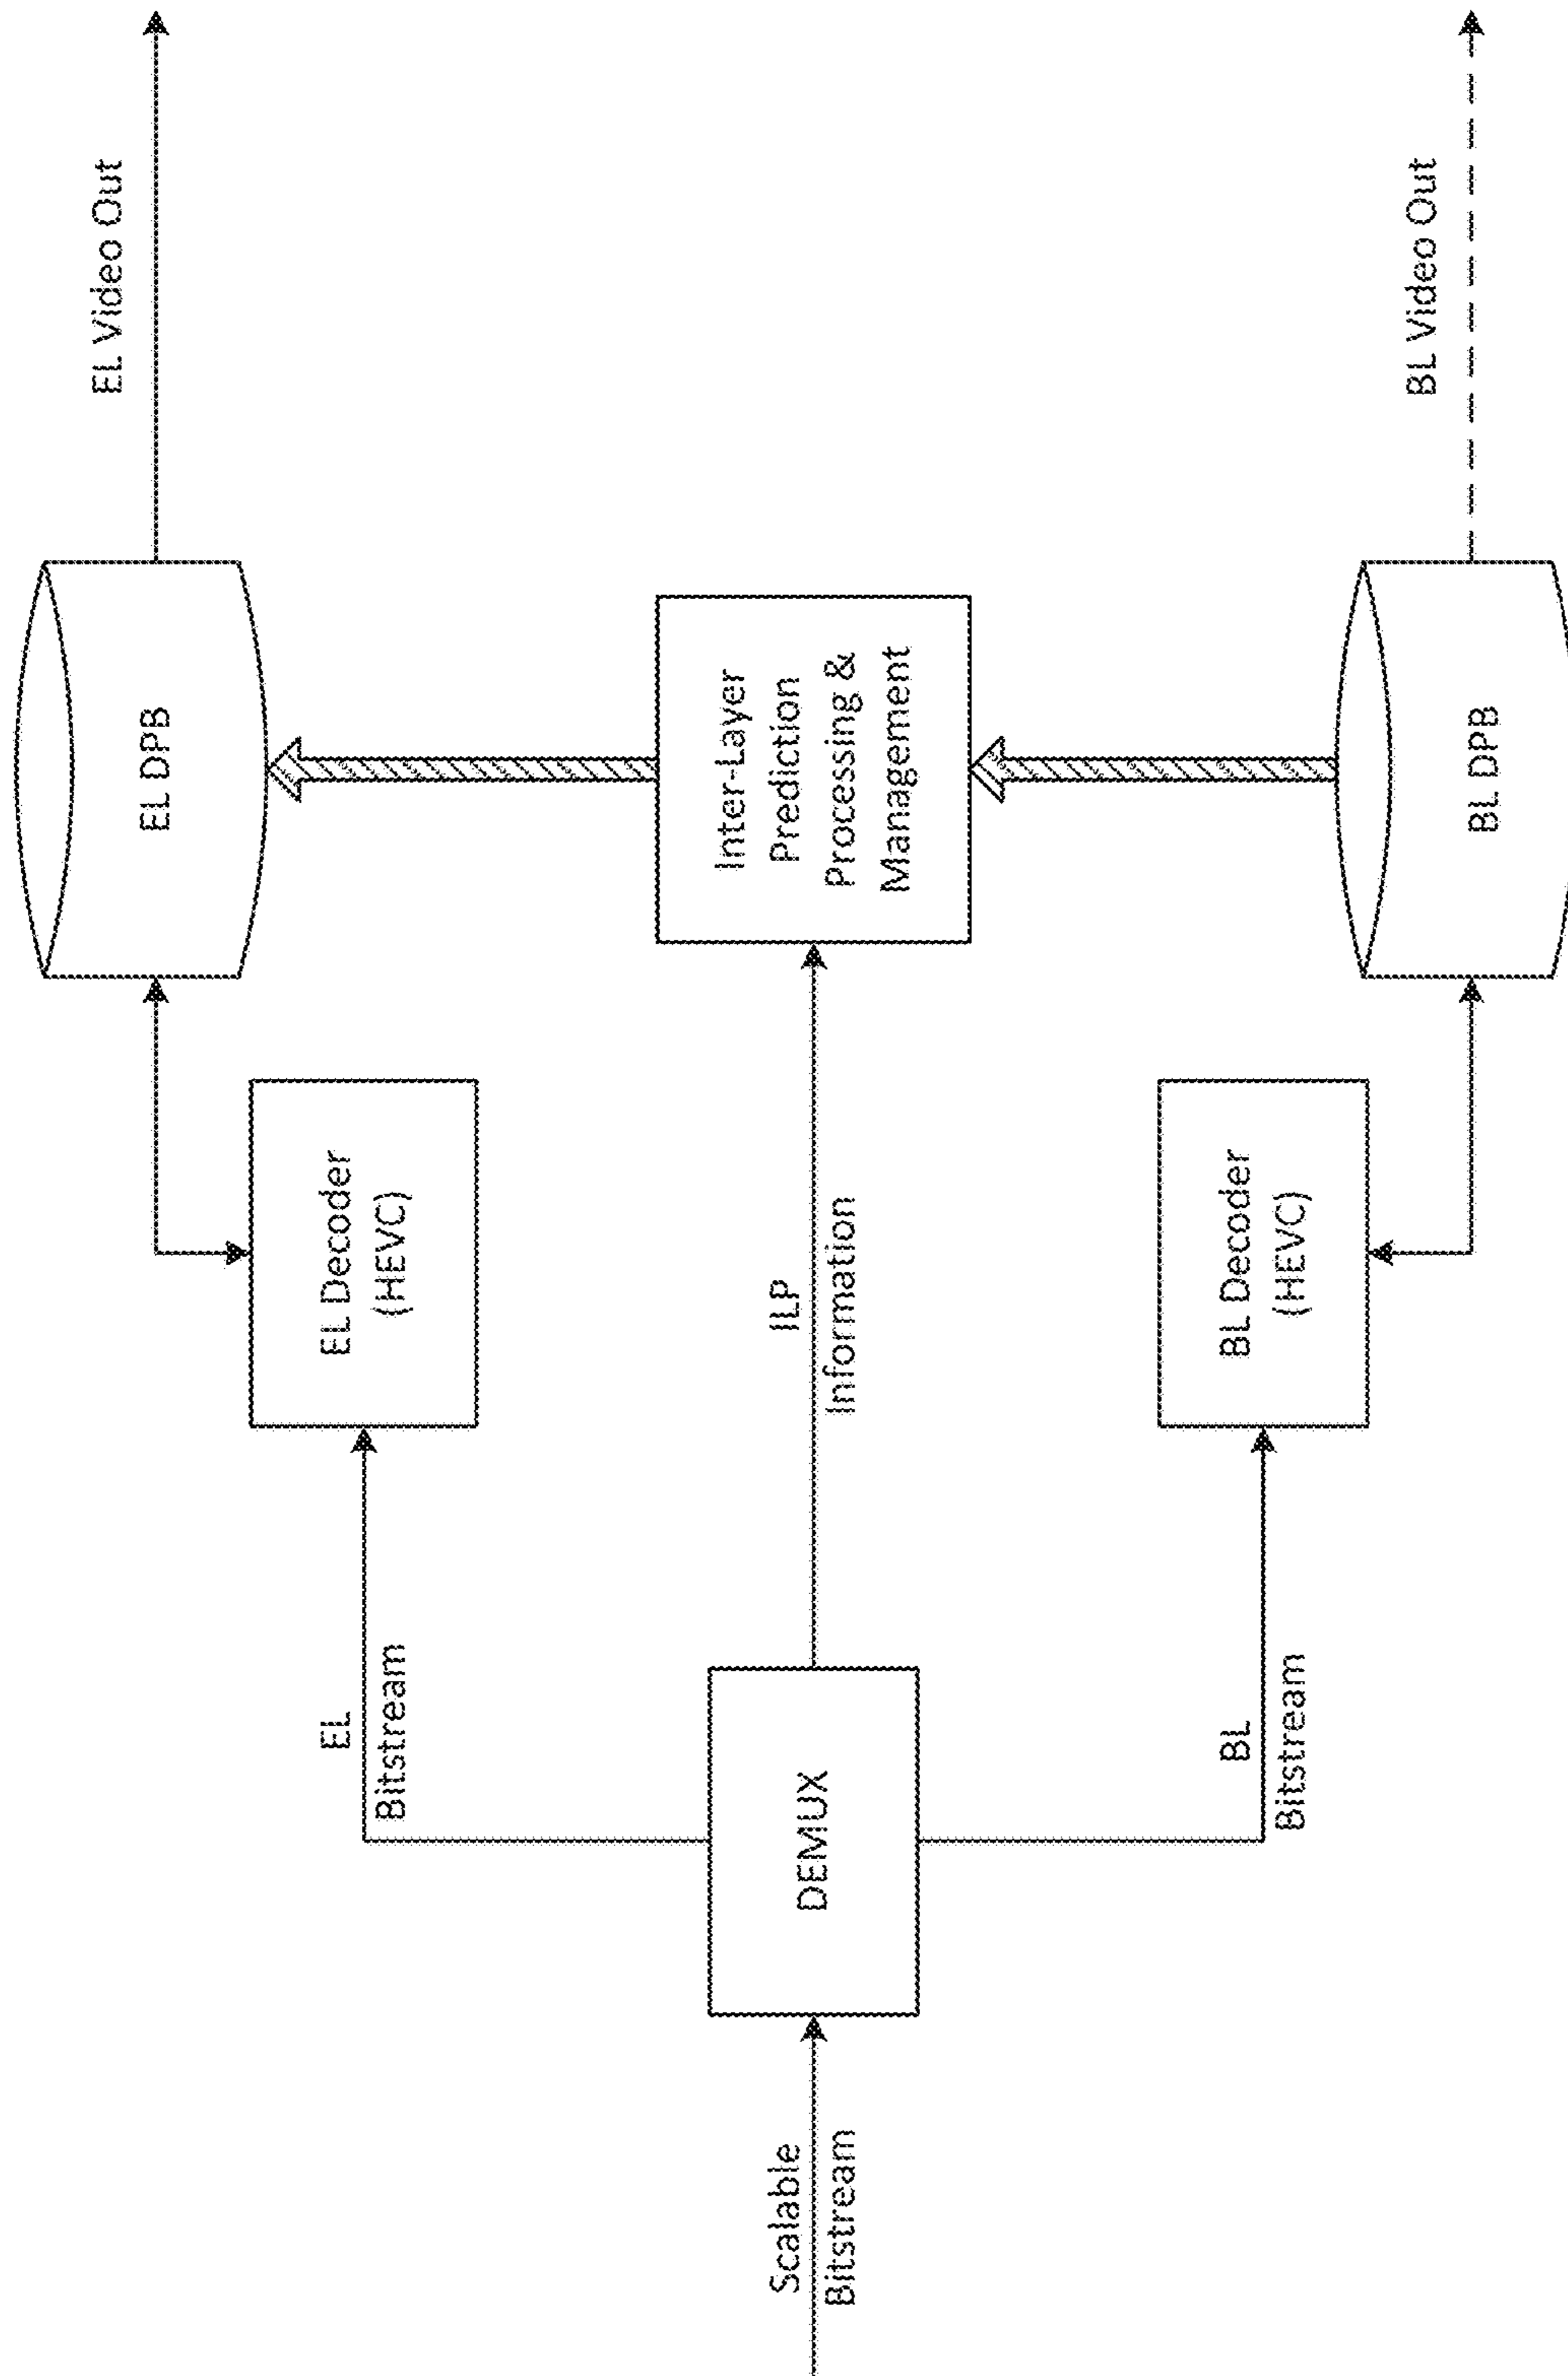 Scalable
Bitstream
DEMUX
EL
Bitstream
BL
Bitstream
ILP
Information
EL Decoder
(HEVC)
BL Decoder
(HEVC)
EL DPB
Inter-Layer
Prediction
Processing &
Management
BL DPB
EL Video Out
BL Video Out